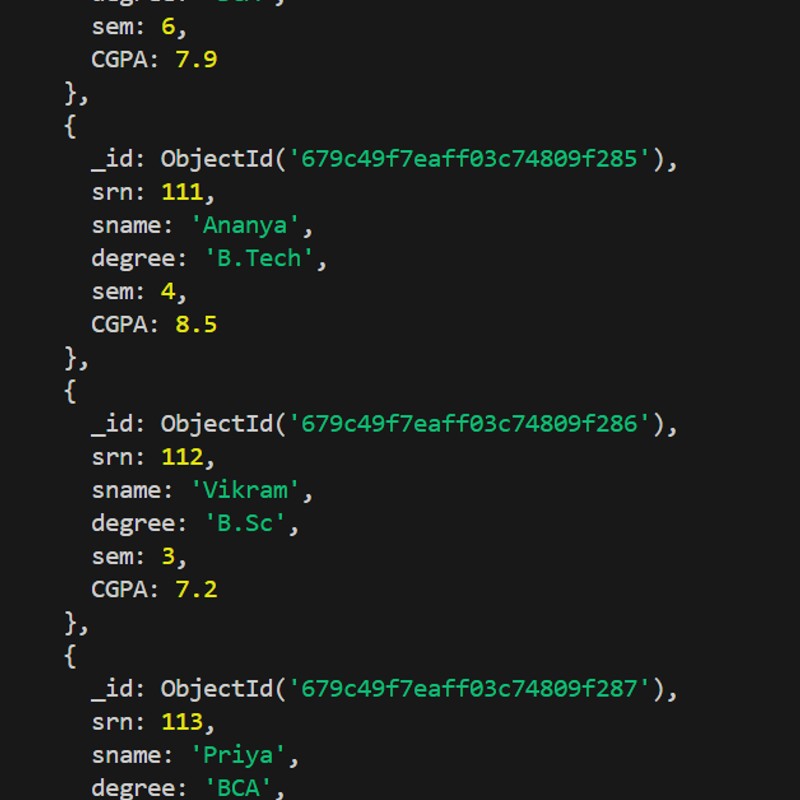 sem: 6,
CGPA: 7.9
},
{
_id: ObjectId('679c49f7eaff03c74809f285'),
srn: 111,
sname: 'Ananya',
degree: 'B.Tech',
sem: 4,
CGPA: 8.5
},
{
_id: ObjectId('679c49f7eaff03c74809f286'),
srn: 112,
sname: 'Vikram',
degree: 'B.Sc',
sem: 3,
CGPA: 7.2
},
{
_id: ObjectId('679c49f7eaff03c74809f287'),
srn: 113,
sname: 'Priya',
degree: 'BCA',